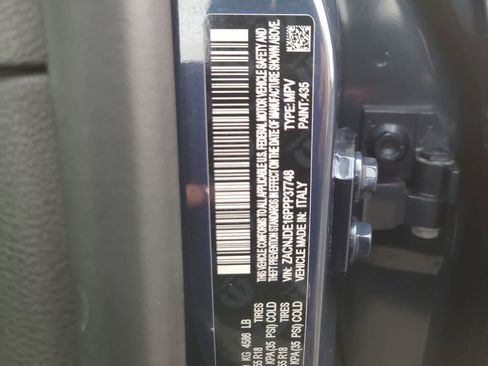 THIS VEHICLE CONFORMS TO ALL APPLICABLE U.S. FEDERAL MOTOR VEHICLE SAFETY AND
THEFT PREVENTION STANDARDS IN EFFECT ON THE DATE OF MANUFACTURE SHOWN ABOVE.
VIN: ZACNJDE16PPP37748 TYPE: MPV
VEHICLE MADE IN: ITALY PAINT: 435
KG 4586 LB
TIRES
R18
KPA(35 PSI) COLD
TIRES
R18
KPA(35 PSI) COLD